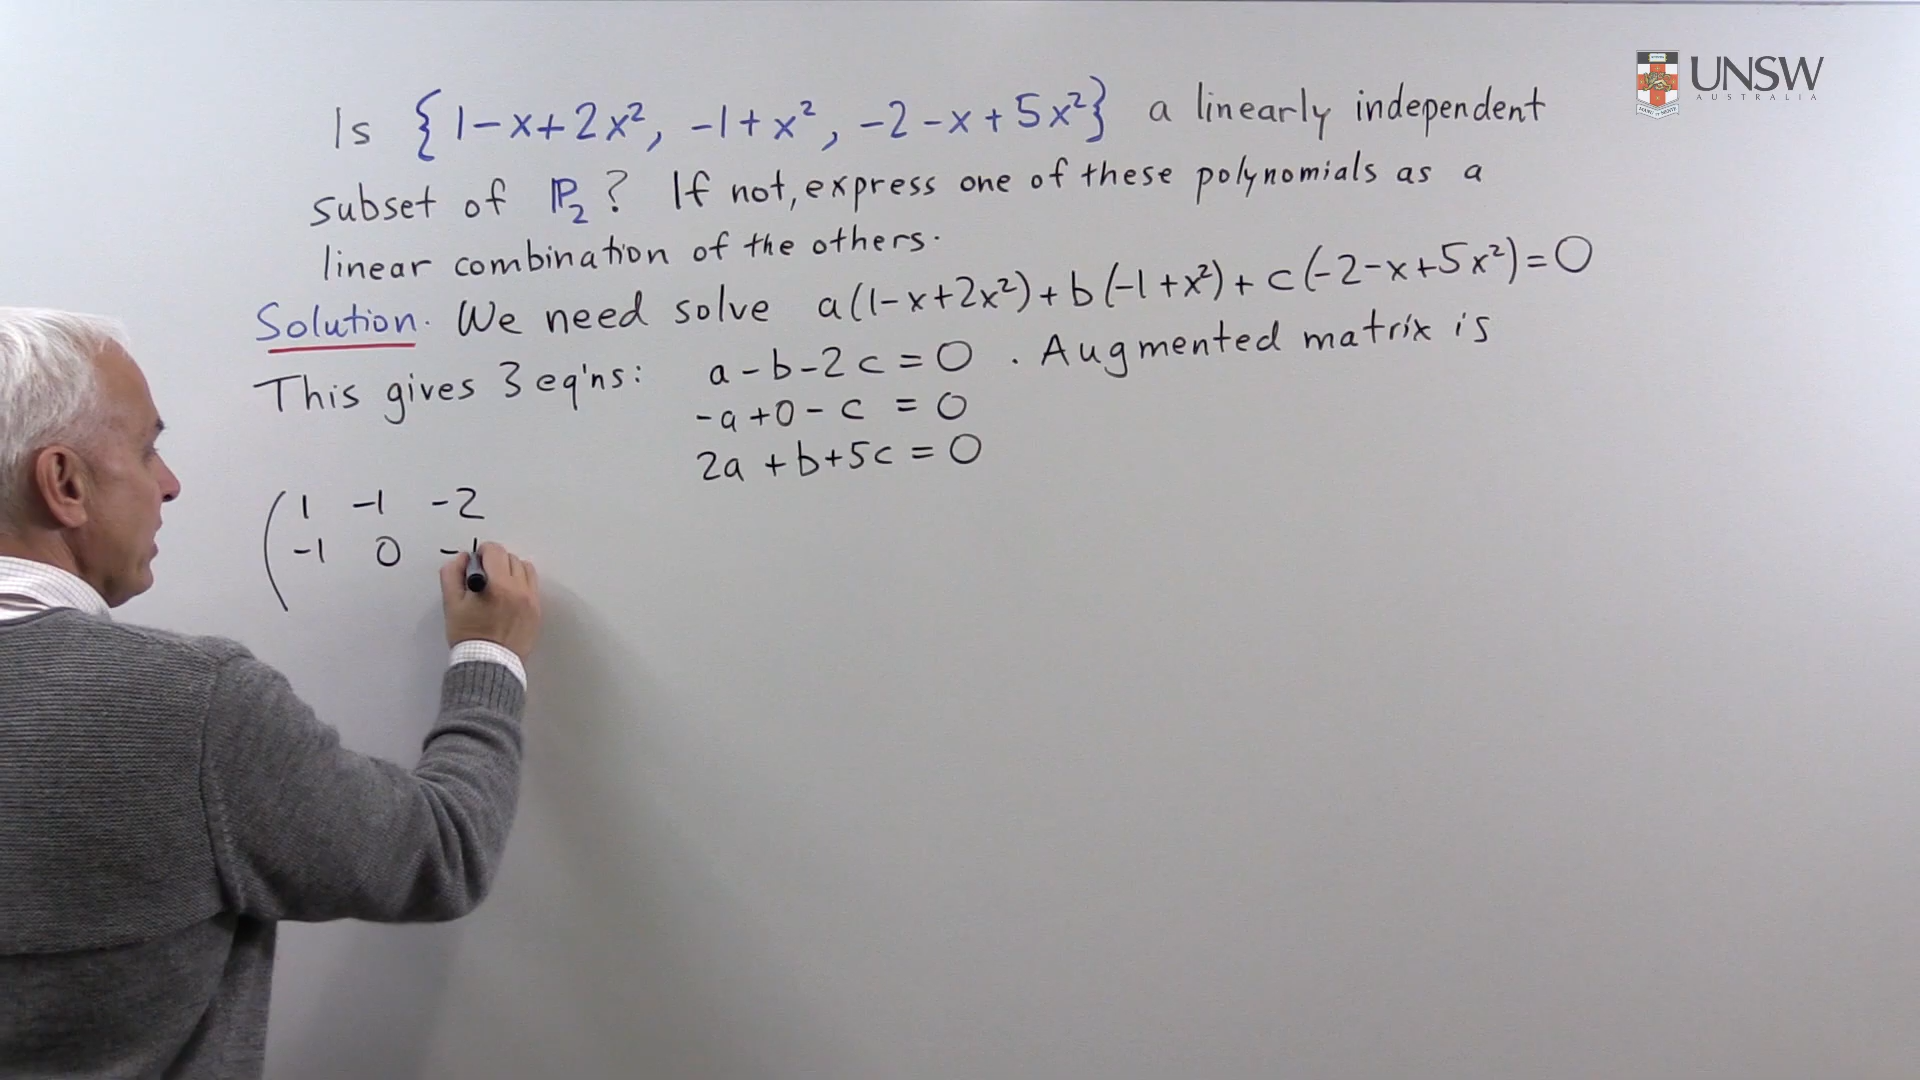 UNSW
AUSTRALIA
Is {1-x+2x², -1+x², -2-x+5x²} a linearly independent
subset of ℙ₂? If not, express one of these polynomials as a
linear combination of the others.
Solution. We need solve a(1-x+2x²)+b(-1+x²)+c(-2-x+5x²)=0
This gives 3 eq'ns: a-b-2c=0. Augmented matrix is
-a+0-c=0
2a+b+5c=0
( 1 -1 -2
-1 0 -1